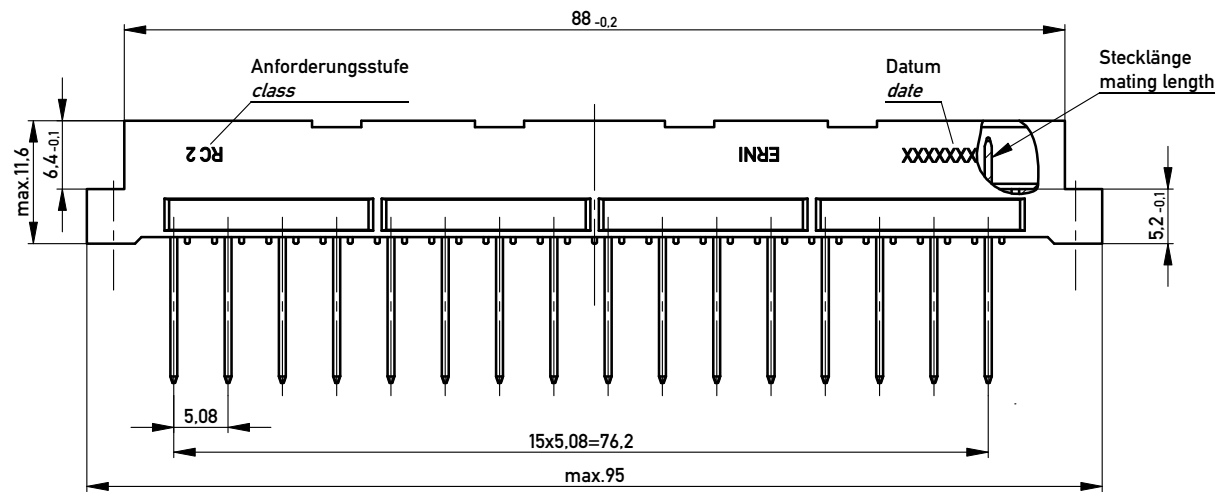 88 -0,2
Anforderungsstufe
class
Datum
date
Stecklänge
mating length
max.11,6
6,4-0,1
RC 2
ERNI
XXXXXXX
5,2 -0,1
5,08
15x5,08=76,2
max.95